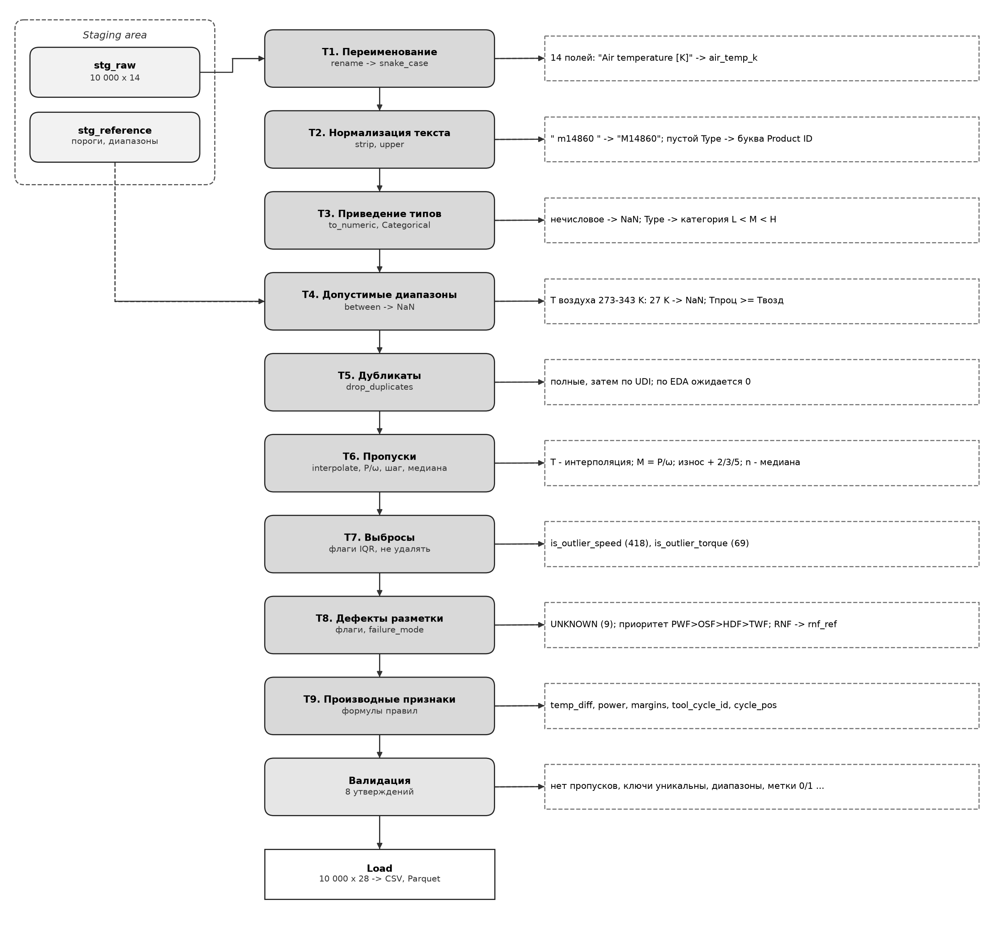 Staging area
stg_raw
10 000 x 14
stg_reference
пороги, диапазоны
T1. Переименование
rename -> snake_case
14 полей: "Air temperature [K]" -> air_temp_k
T2. Нормализация текста
strip, upper
" m14860 " -> "M14860"; пустой Type -> буква Product ID
T3. Приведение типов
to_numeric, Categorical
нечисловое -> NaN; Type -> категория L < M < H
T4. Допустимые диапазоны
between -> NaN
T воздуха 273-343 K: 27 K -> NaN; Tпроц >= Tвозд
T5. Дубликаты
drop_duplicates
полные, затем по UDI; по EDA ожидается 0
T6. Пропуски
interpolate, P/ω, шаг, медиана
T - интерполяция; M = P/ω; износ + 2/3/5; n - медиана
T7. Выбросы
флаги IQR, не удалять
is_outlier_speed (418), is_outlier_torque (69)
T8. Дефекты разметки
флаги, failure_mode
UNKNOWN (9); приоритет PWF>OSF>HDF>TWF; RNF -> rnf_ref
T9. Производные признаки
формулы правил
temp_diff, power, margins, tool_cycle_id, cycle_pos
Валидация
8 утверждений
нет пропусков, ключи уникальны, диапазоны, метки 0/1 ...
Load
10 000 x 28 -> CSV, Parquet